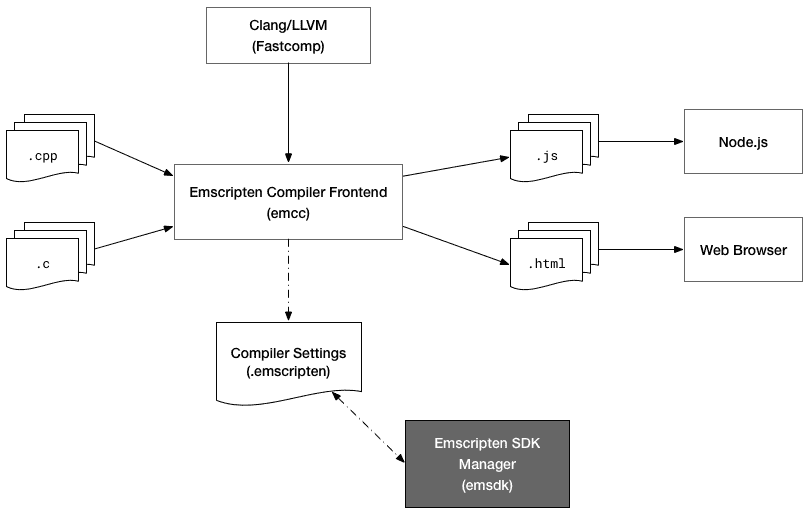 Clang/LLVM
(Fastcomp)
.cpp
.js
Node.js
Emscripten Compiler Frontend
(emcc)
.c
.html
Web Browser
Compiler Settings
(.emscripten)
Emscripten SDK
Manager
(emsdk)